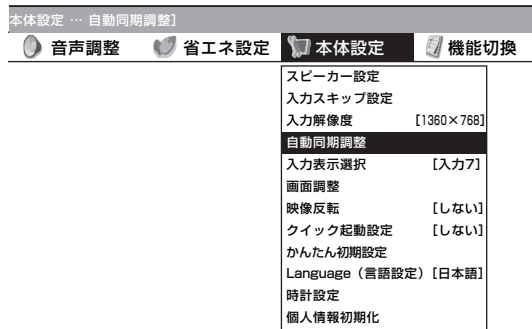 本体設定 … 自動同期調整]
音声調整 省エネ設定 本体設定 機能切換
スピーカー設定
入力スキップ設定
入力解像度 [1360×768]
自動同期調整
入力表示選択 [入力7]
画面調整
映像反転 [しない]
クイック起動設定 [しない]
かんたん初期設定
Language（言語設定）[日本語]
時計設定
個人情報初期化